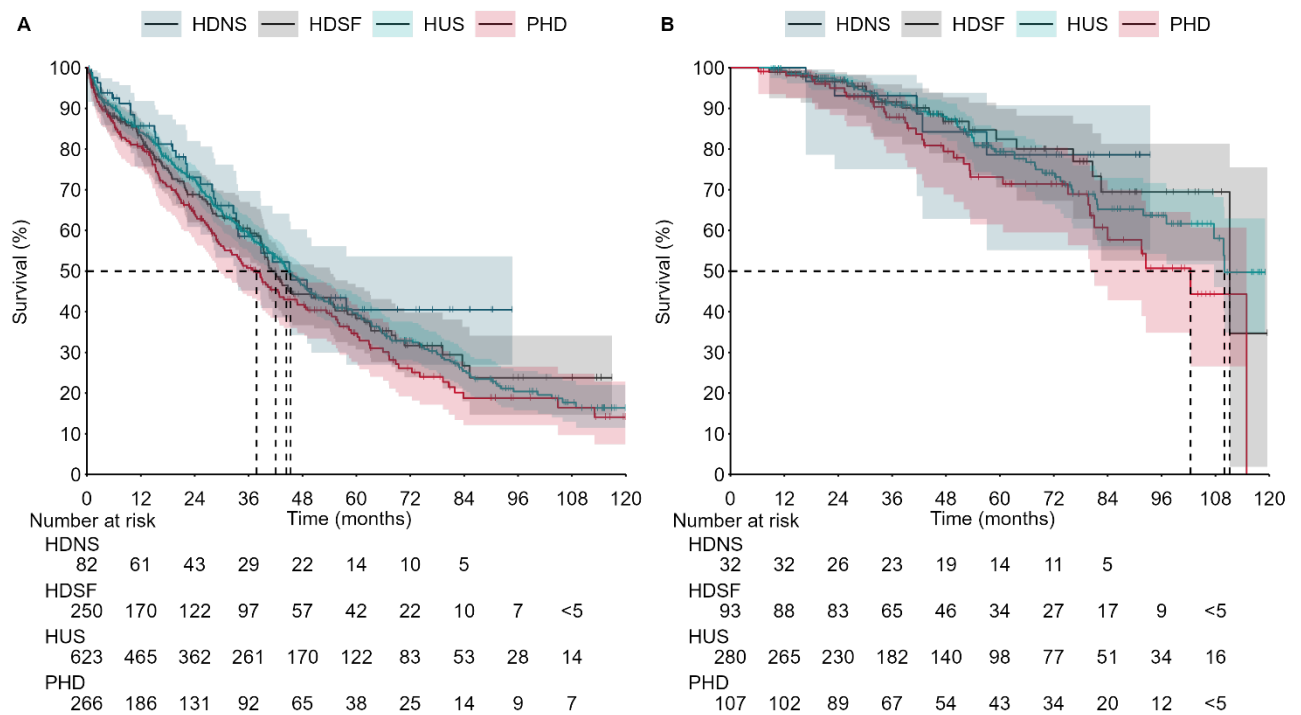 A HDNS HDSF HUS PHD
100
90
80
70
60
50
40
30
20
10
0
Survival (%)
0 12 24 36 48 60 72 84 96 108 120
Time (months)
Number at risk
HDNS
82 61 43 29 22 14 10 5
HDSF
250 170 122 97 57 42 22 10 7 <5
HUS
623 465 362 261 170 122 83 53 28 14
PHD
266 186 131 92 65 38 25 14 9 7
B HDNS HDSF HUS PHD
100
90
80
70
60
50
40
30
20
10
0
Survival (%)
0 12 24 36 48 60 72 84 96 108 120
Time (months)
Number at risk
HDNS
32 32 26 23 19 14 11 5
HDSF
93 88 83 65 46 34 27 17 9 <5
HUS
280 265 230 182 140 98 77 51 34 16
PHD
107 102 89 67 54 43 34 20 12 <5